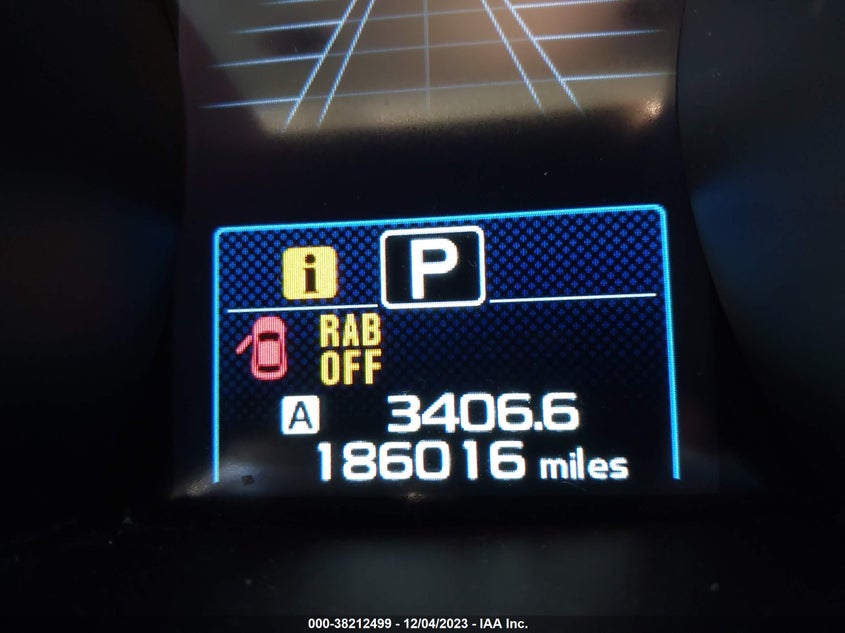 i P
RAB
OFF
A 3406.6
186016 miles
000-38212499 - 12/04/2023 - IAA Inc.